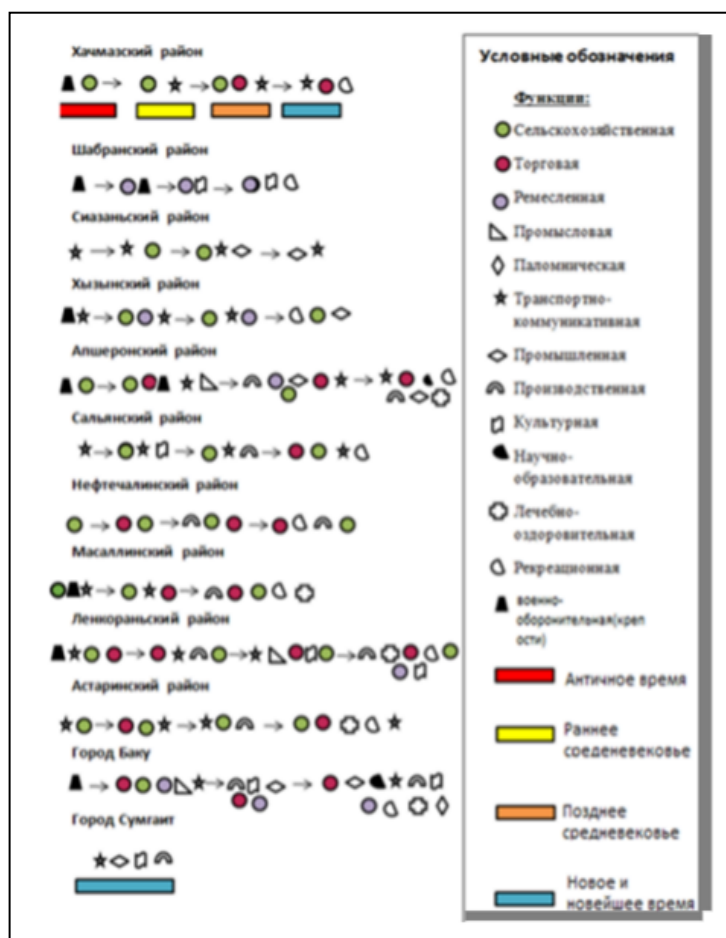 Хачмазский район
Шабранский район
Сиазаньский район
Хызынский район
Апшеронский район
Сальянский район
Нефтечалинский район
Масаллинский район
Ленкораньский район
Астаринский район
Город Баку
Город Сумгаит
Условные обозначения
Функции:
Сельскохозяйственная
Торговая
Ремесленная
Промысловая
Паломническая
Транспортно-
коммуникативная
Промышленная
Производственная
Культурная
Научно-
образовательная
Лечебно-
оздоровительная
Рекреационная
военно-
оборонительная(креп
ости)
Античное время
Раннее
среденевековье
Позднее
средневековье
Новое и
новейшее время